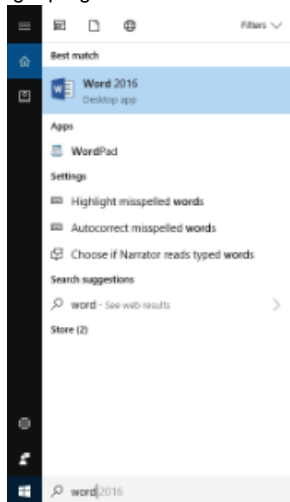 Filters
Best match
Word 2016
Desktop app
Apps
WordPad
Settings
Highlight misspelled words
Autocorrect misspelled words
Choose if Narrator reads typed words
Search suggestions
word - See web results
Store (2)
word 2016